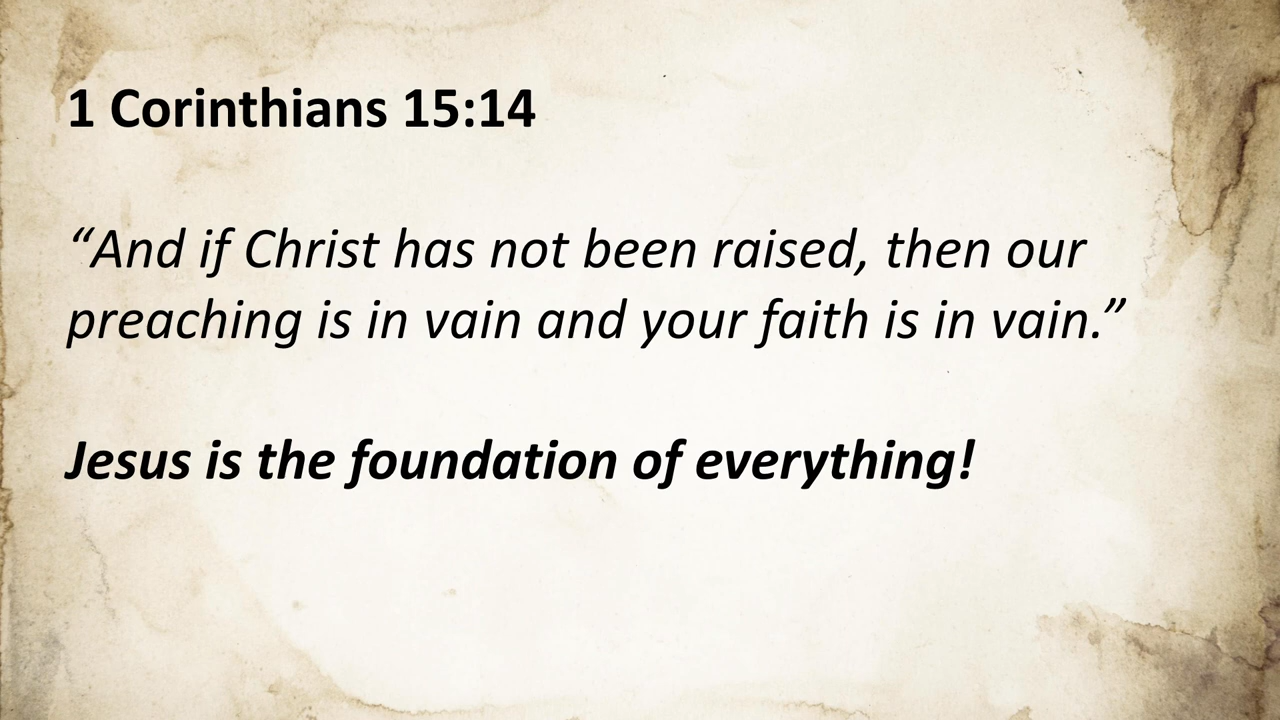 1 Corinthians 15:14
“And if Christ has not been raised, then our
preaching is in vain and your faith is in vain.”
Jesus is the foundation of everything!